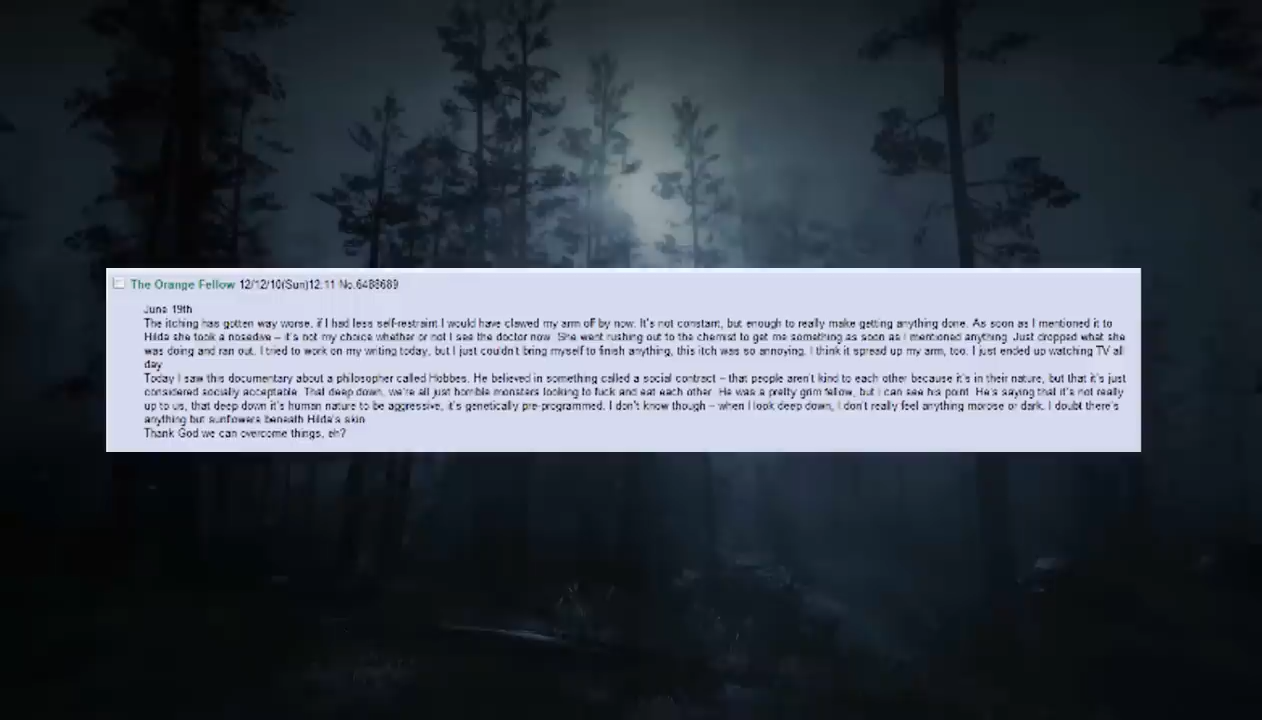 The Orange Fellow 12/12/10(Sun)12:11 No.6488689
June 19th
The itching has gotten way worse, if I had less self-restraint I would have clawed my arm off by now. It's not constant, but enough to really make getting anything done. As soon as I mentioned it to
Hilda she took a nosedive – it's not my choice whether or not I see the doctor now. She went rushing out to the chemist to get me something as soon as I mentioned anything. Just dropped what she
was doing and ran out. I tried to work on my writing today, but I just couldn't bring myself to finish anything, this itch was so annoying. I think it spread up my arm, too. I just ended up watching TV all
day.
Today I saw this documentary about a philosopher called Hobbes. He believed in something called a social contract – that people aren't kind to each other because it's in their nature, but that it's just
considered socially acceptable. That deep down, we're all just horrible monsters looking to fuck and eat each other. He was a pretty grim fellow, but I can see his point. He's saying that it's not really
up to us, that deep down it's human nature to be aggressive, it's genetically pre-programmed. I don't know though – when I look deep down, I don't really feel anything morose or dark. I doubt there's
anything but sunflowers beneath Hilda's skin.
Thank God we can overcome things, eh?